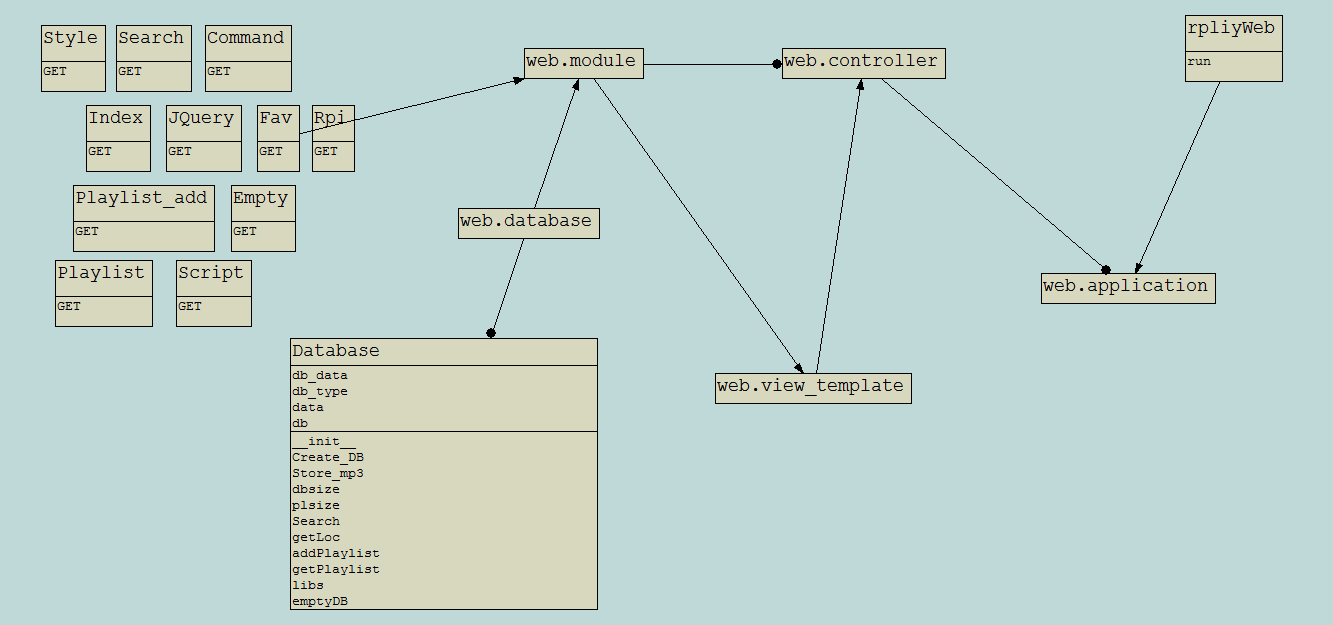 Style
GET
Search
GET
Command
GET
web.module
web.controller
rpliyWeb
run
Index
GET
JQuery
GET
Fav
GET
Rpi
GET
Playlist_add
GET
Empty
GET
web.database
Playlist
GET
Script
GET
web.application
web.view_template
Database
db_data
db_type
data
db
__init__
Create_DB
Store_mp3
dbsize
plsize
Search
getLoc
addPlaylist
getPlaylist
libs
emptyDB